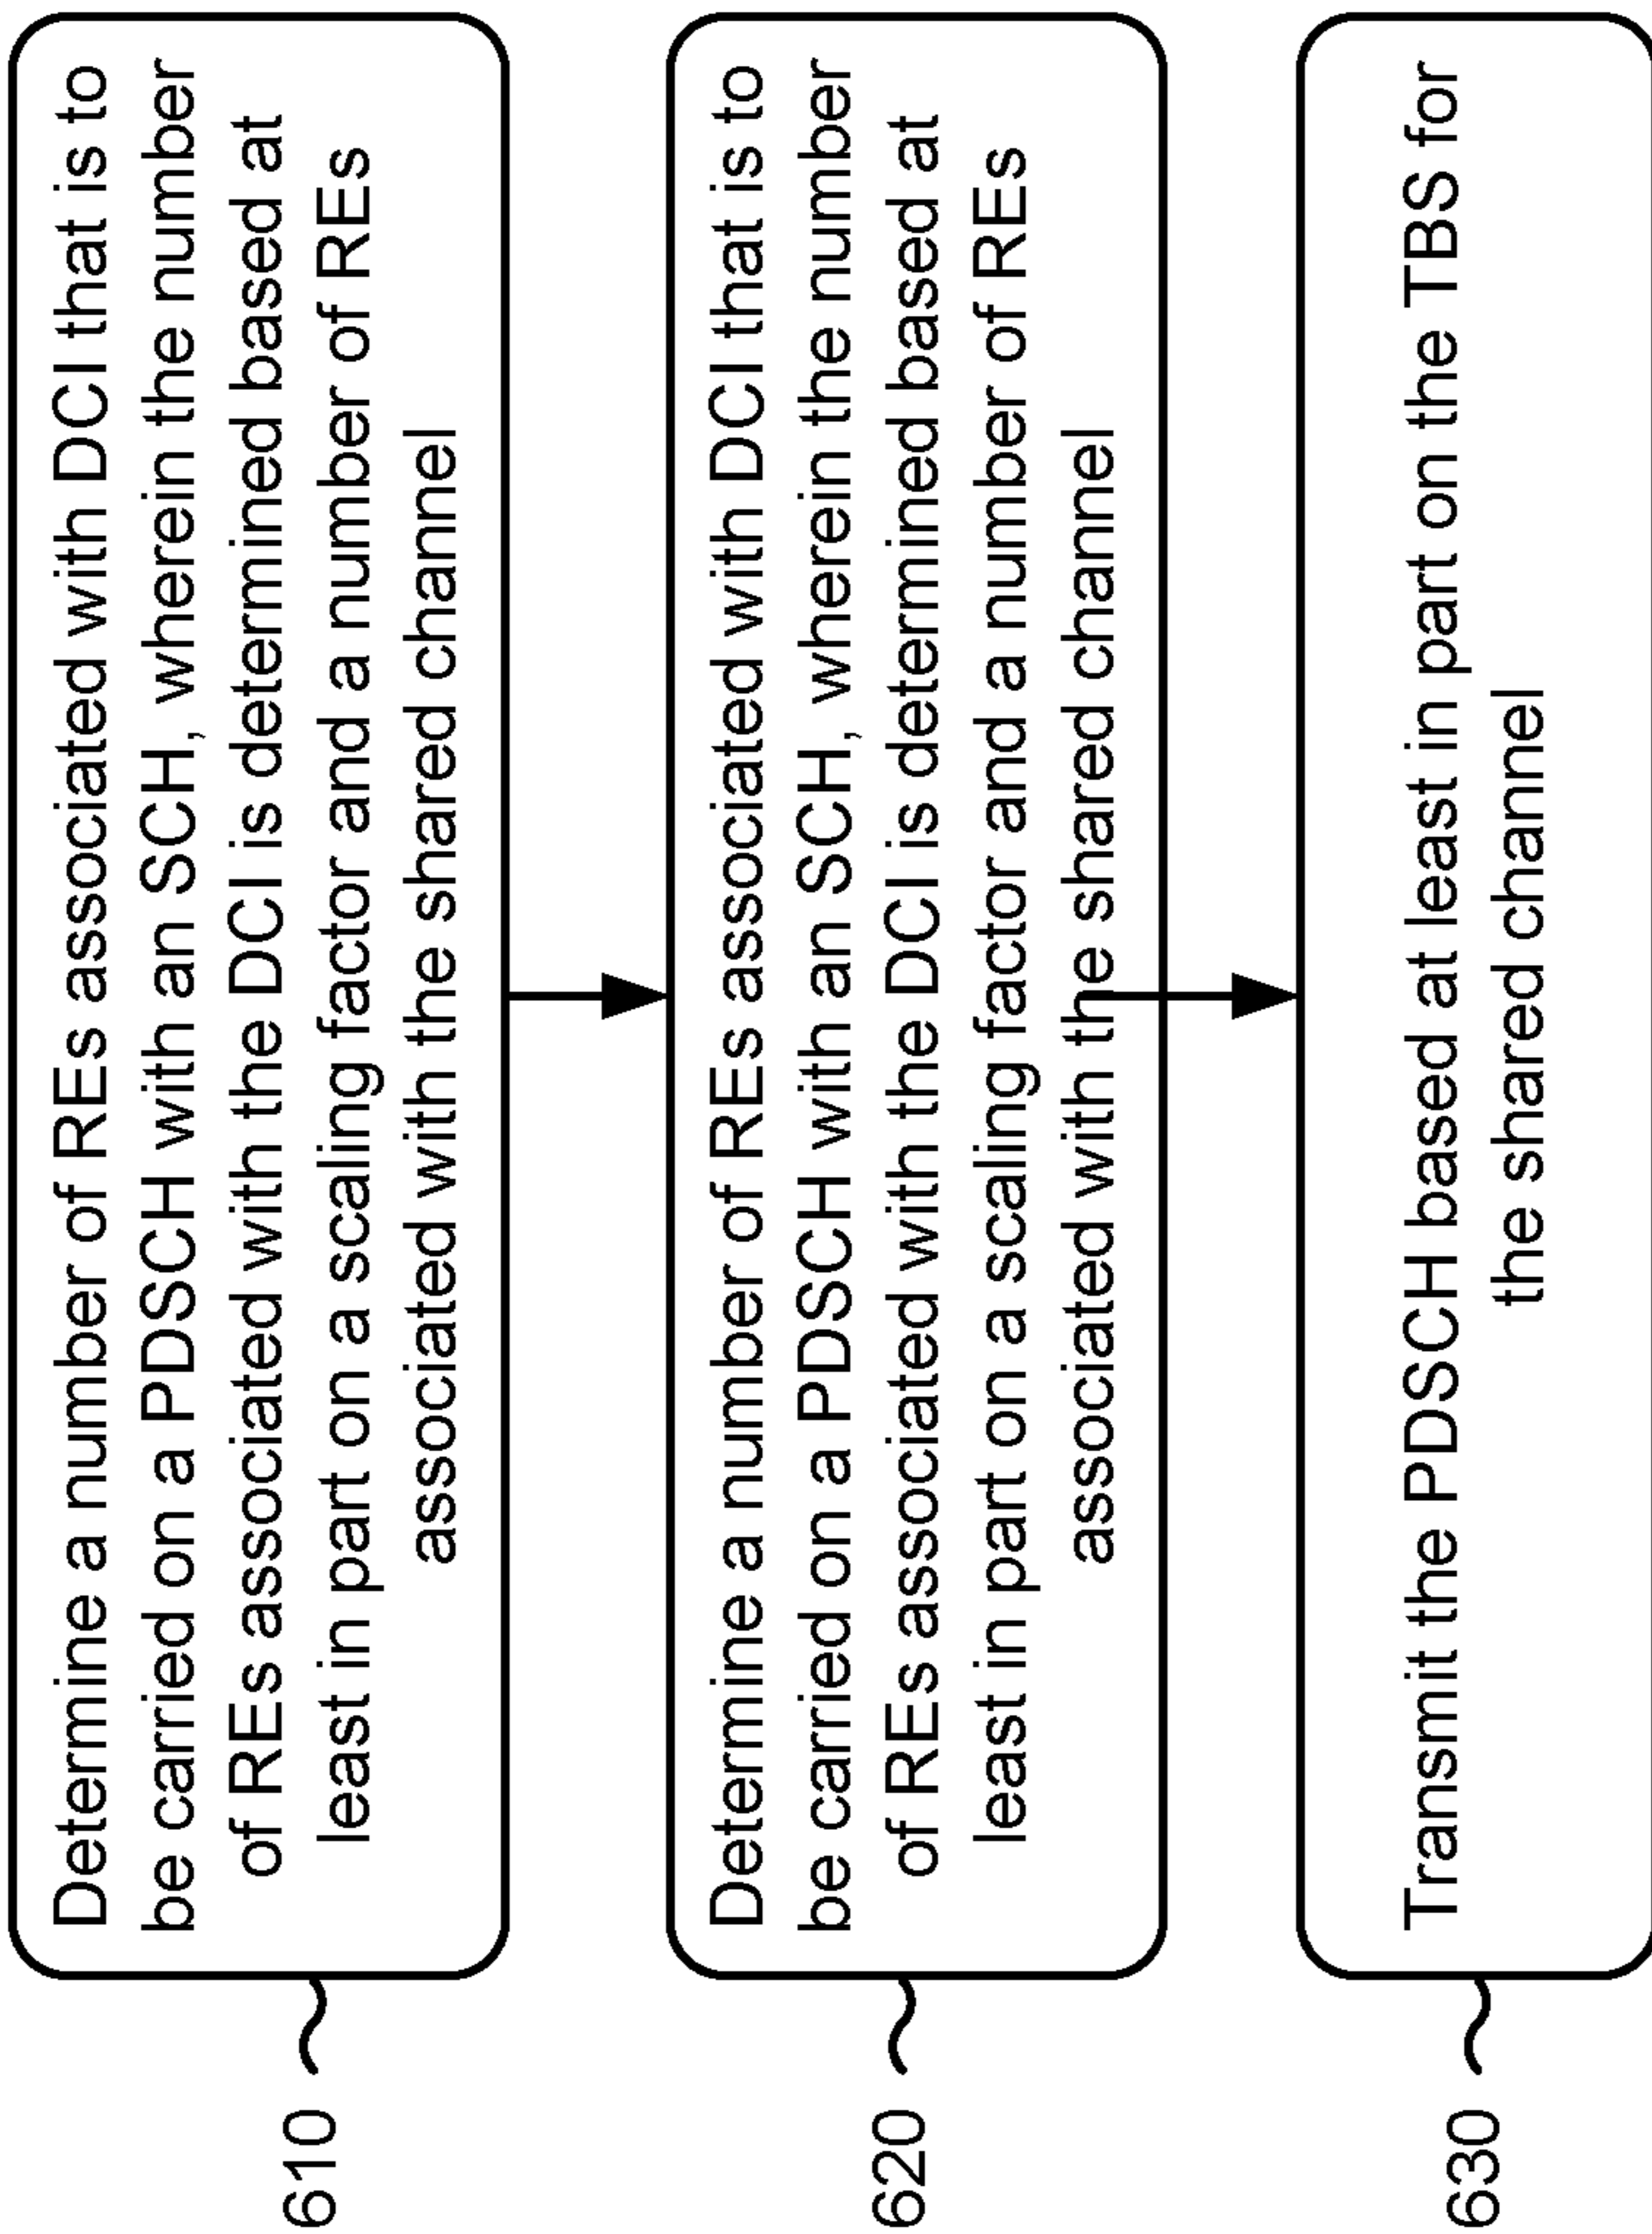 610
Determine a number of REs associated with DCI that is to
be carried on a PDSCH with an SCH, wherein the number
of REs associated with the DCI is determined based at
least in part on a scaling factor and a number of REs
associated with the shared channel
620
Determine a number of REs associated with DCI that is to
be carried on a PDSCH with an SCH, wherein the number
of REs associated with the DCI is determined based at
least in part on a scaling factor and a number of REs
associated with the shared channel
630
Transmit the PDSCH based at least in part on the TBS for
the shared channel